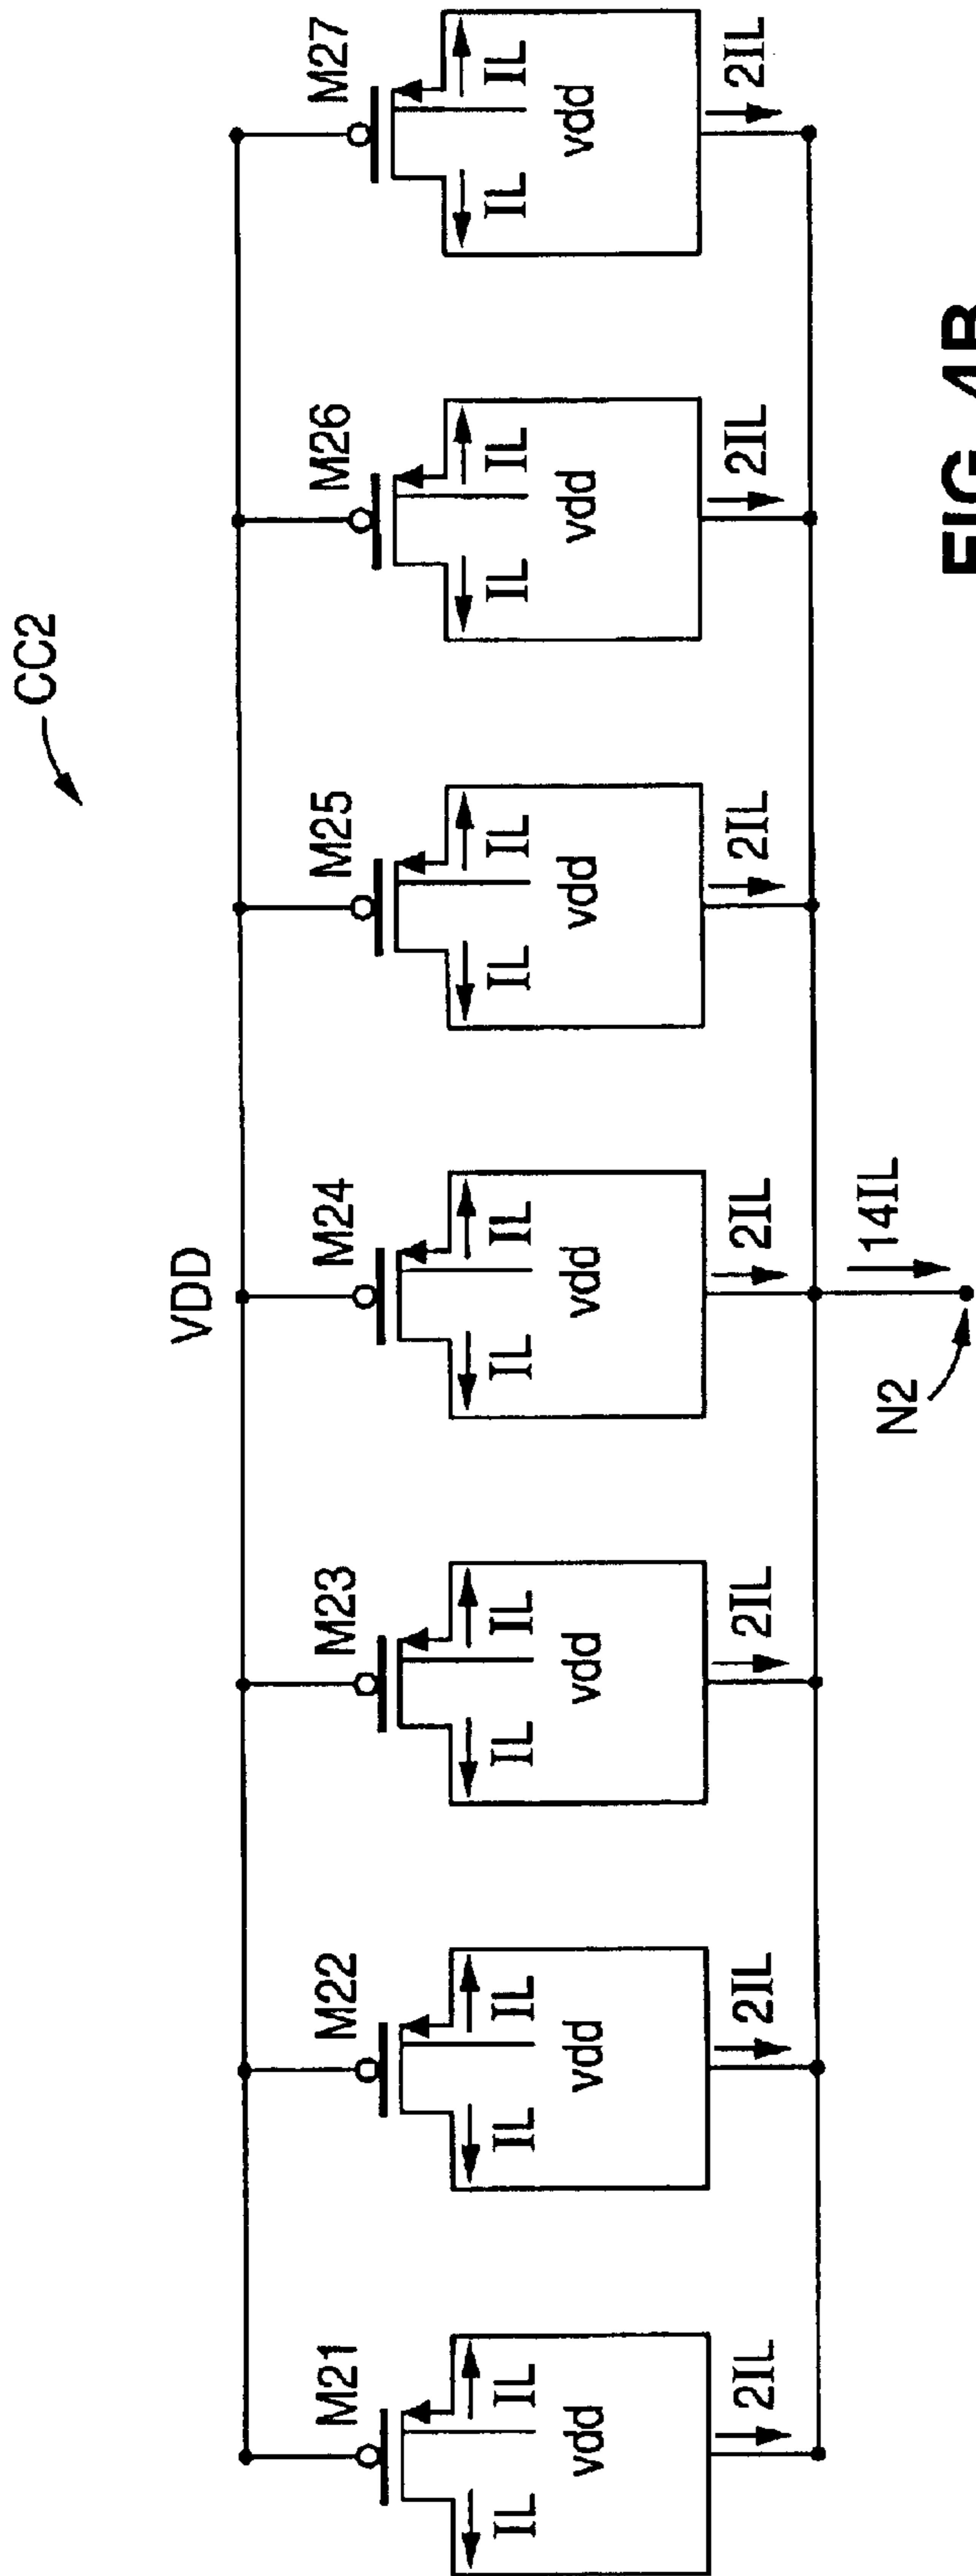 CC2
VDD
M21 M22 M23 M24 M25 M26 M27
IL IL IL IL IL IL IL IL IL IL IL IL IL IL
vdd vdd vdd vdd vdd vdd vdd
2IL 2IL 2IL 2IL 2IL 2IL 2IL
14IL
N2
FIG. 4B